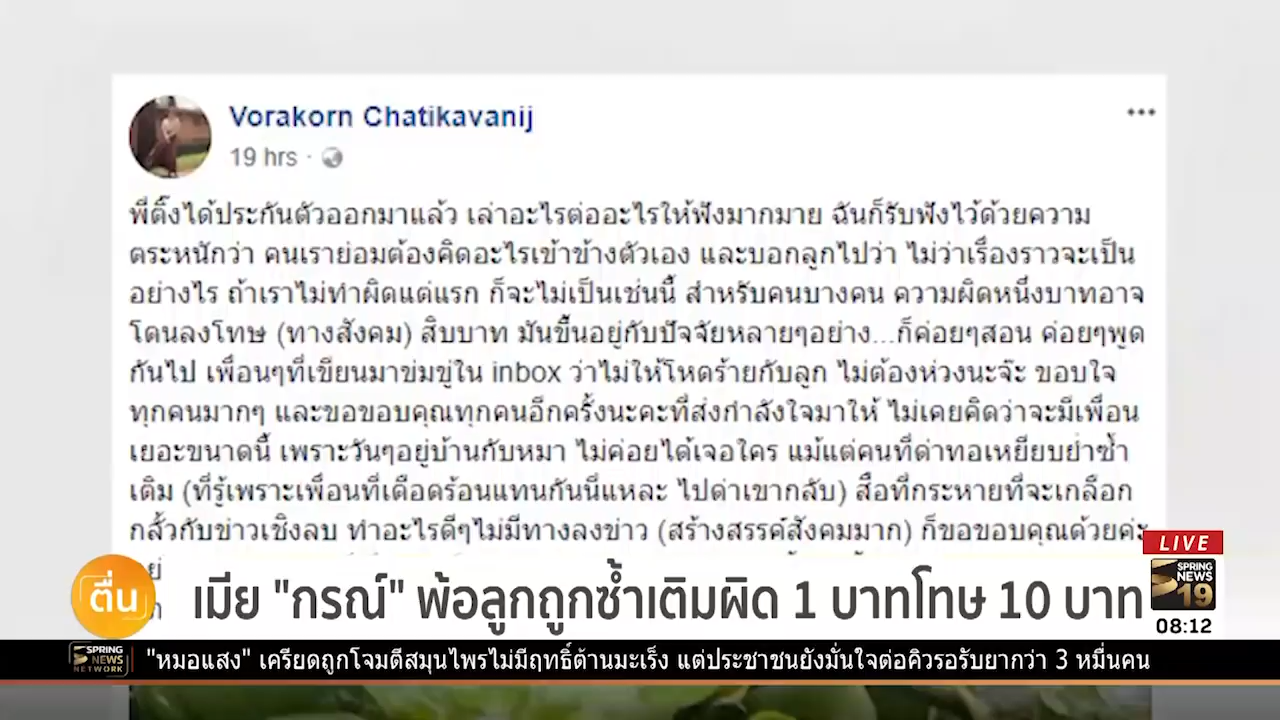 Vorakorn Chatikavanij
19 hrs ·
พี่ติ๊งได้ประกันตัวออกมาแล้ว เล่าอะไรต่ออะไรให้ฟังมากมาย ฉันก็รับฟังไว้ด้วยความ
ตระหนักว่า คนเราย่อมต้องคิดอะไรเข้าข้างตัวเอง และบอกลูกไปว่า ไม่ว่าเรื่องราวจะเป็น
อย่างไร ถ้าเราไม่ทำผิดแต่แรก ก็จะไม่เป็นเช่นนี้ สำหรับคนบางคน ความผิดหนึ่งบาทอาจ
โดนลงโทษ (ทางสังคม) สิบบาท มันขึ้นอยู่กับปัจจัยหลายๆอย่าง...ก็ค่อยๆสอน ค่อยๆพูด
กันไป เพื่อนๆที่เขียนมาข่มขู่ใน inbox ว่าไม่ให้โหดร้ายกับลูก ไม่ต้องห่วงนะจ๊ะ ขอบใจ
ทุกคนมากๆ และขอขอบคุณทุกคนอีกครั้งนะคะที่ส่งกำลังใจมาให้ ไม่เคยคิดว่าจะมีเพื่อน
เยอะขนาดนี้ เพราะวันๆอยู่บ้านกับหมา ไม่ค่อยได้เจอใคร แม้แต่คนที่ด่าทอเหยียบย่ำซ้ำ
เติม (ที่รู้เพราะเพื่อนที่เดือดร้อนแทนกันนี่แหละ ไปด่าเขากลับ) สื่อที่กระหายที่จะเกลือก
กลั้วกับข่าวเชิงลบ ทำอะไรดีๆไม่มีทางลงข่าว (สร้างสรรค์สังคมมาก) ก็ขอขอบคุณด้วยค่ะ
LIVE
SPRING
NEWS
19
08:12
ตื่น
เมีย "กรณ์" พ้อลูกถูกซ้ำเติมผิด 1 บาทโทษ 10 บาท
SPRING
NEWS
NETWORK
"หมอแสง" เครียดถูกโจมตีสมุนไพรไม่มีฤทธิ์ต้านมะเร็ง แต่ประชาชนยังมั่นใจต่อคิวรอรับยากว่า 3 หมื่นคน